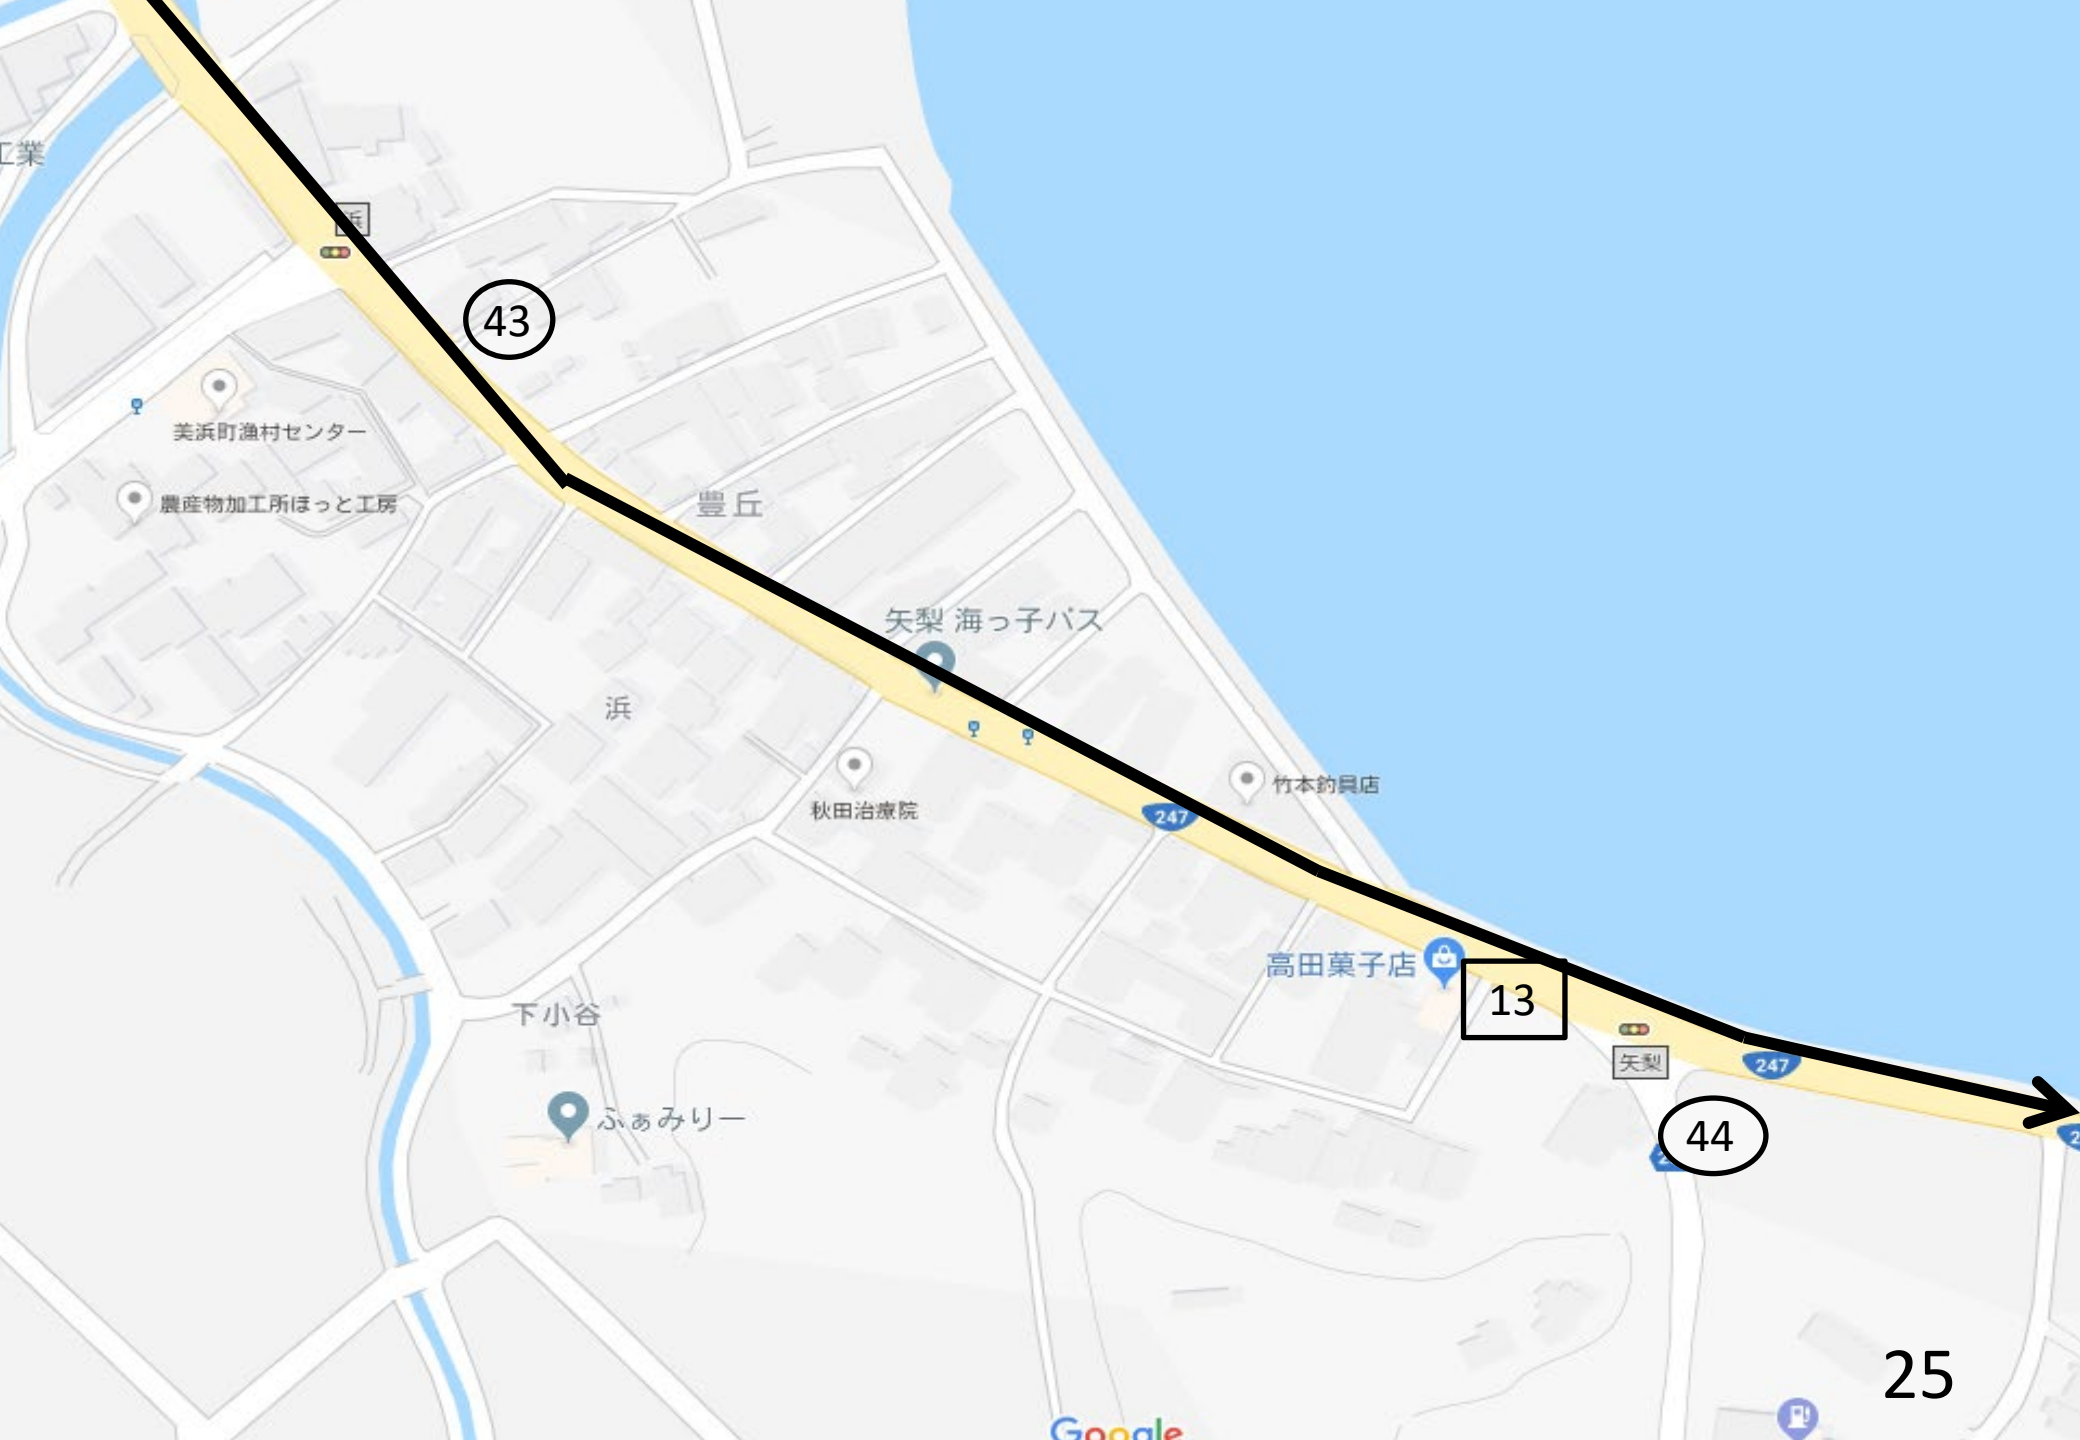 工業
浜
43
美浜町漁村センター
農産物加工所ほっと工房
豊丘
矢梨 海っ子バス
浜
秋田治療院
竹本釣具店
247
高田菓子店
13
下小谷
矢梨
247
44
ふぁみりー
25
Google